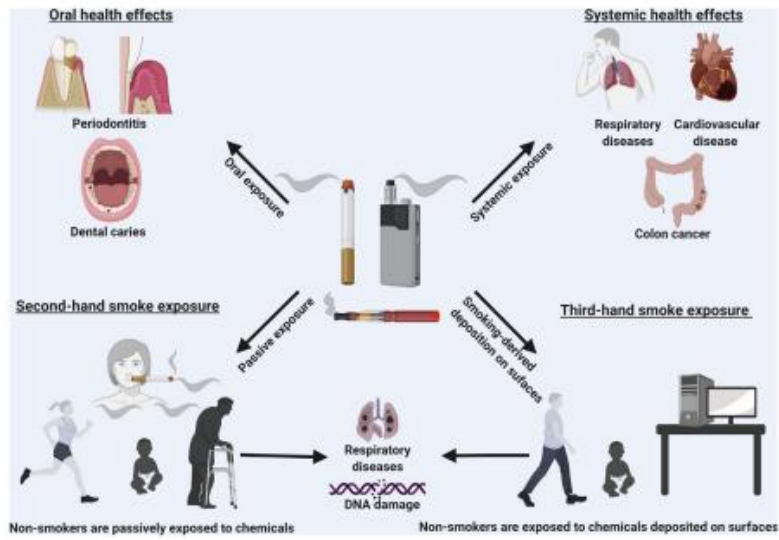 Oral health effects
Systemic health effects
Periodontitis
Respiratory
diseases
Cardiovascular
disease
Dental caries
Colon cancer
Oral exposure
Systemic exposure
Second-hand smoke exposure
Passive exposure
Smoking-derived
deposition on sufaces
Third-hand smoke exposure
Respiratory
diseases
DNA damage
Non-smokers are passively exposed to chemicals
Non-smokers are exposed to chemicals deposited on surfaces